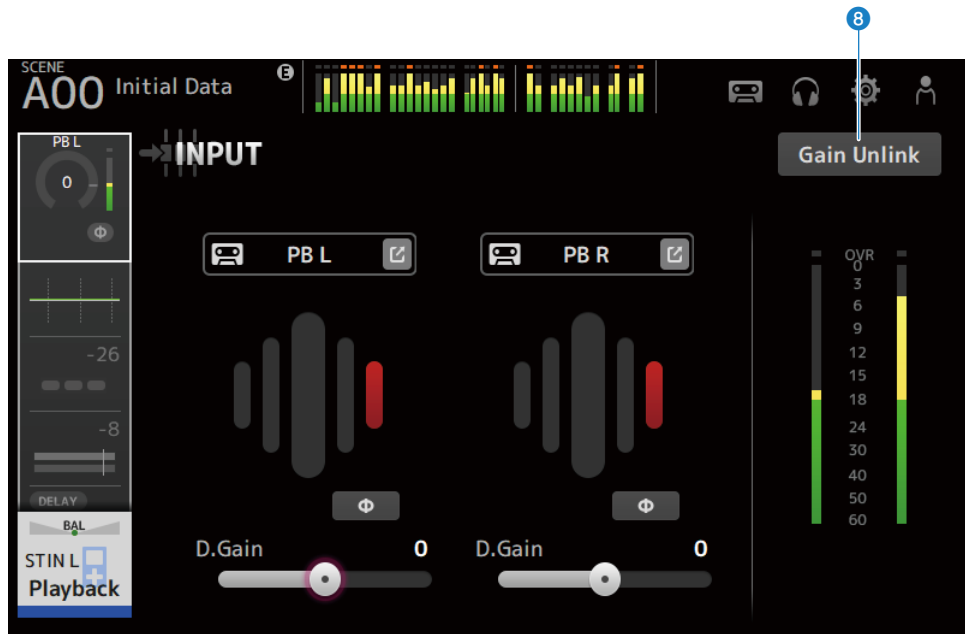 8
SCENE
A00 Initial Data E
PB L
0
Φ
INPUT
Gain Unlink
PB L
PB R
-26
-8
DELAY
BAL
STIN L
Playback
Φ
Φ
D.Gain 0
D.Gain 0
OVR
0
3
6
9
12
15
18
24
30
40
50
60